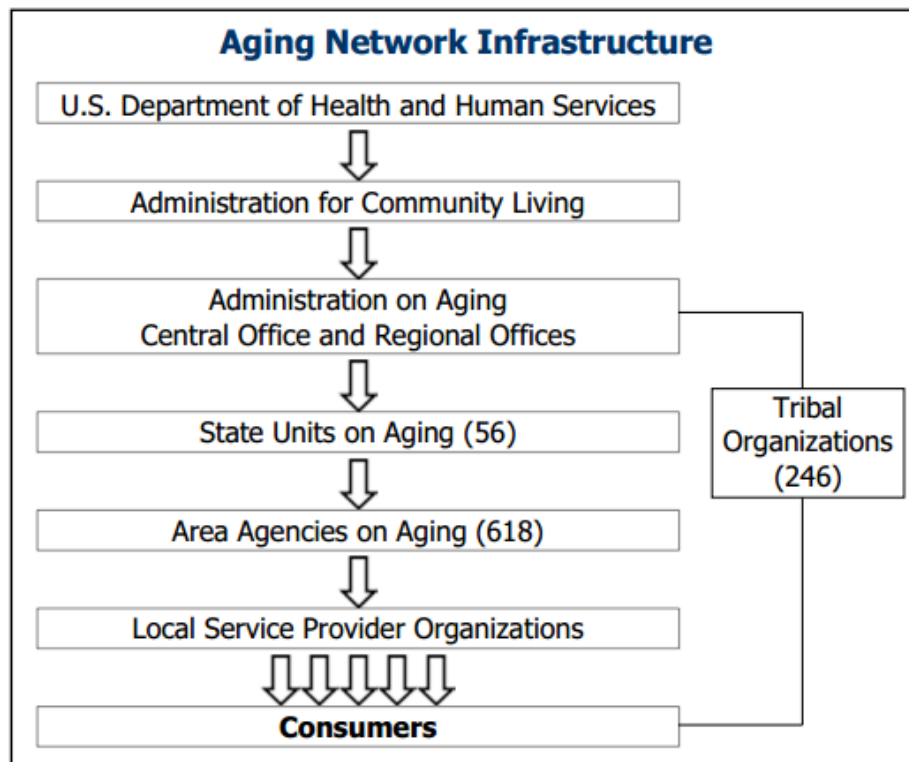 Aging Network Infrastructure
U.S. Department of Health and Human Services
Administration for Community Living
Administration on Aging
Central Office and Regional Offices
State Units on Aging (56)
Tribal
Organizations
(246)
Area Agencies on Aging (618)
Local Service Provider Organizations
Consumers